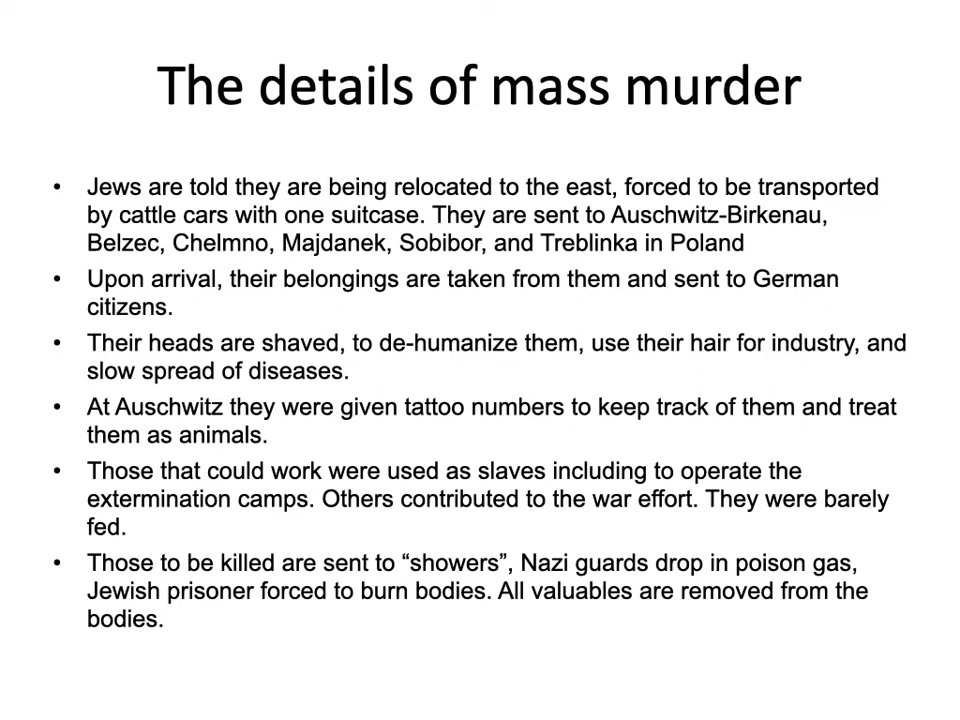 The details of mass murder
• Jews are told they are being relocated to the east, forced to be transported
by cattle cars with one suitcase. They are sent to Auschwitz-Birkenau,
Belzec, Chelmno, Majdanek, Sobibor, and Treblinka in Poland
• Upon arrival, their belongings are taken from them and sent to German
citizens.
• Their heads are shaved, to de-humanize them, use their hair for industry, and
slow spread of diseases.
• At Auschwitz they were given tattoo numbers to keep track of them and treat
them as animals.
• Those that could work were used as slaves including to operate the
extermination camps. Others contributed to the war effort. They were barely
fed.
• Those to be killed are sent to “showers”, Nazi guards drop in poison gas,
Jewish prisoner forced to burn bodies. All valuables are removed from the
bodies.